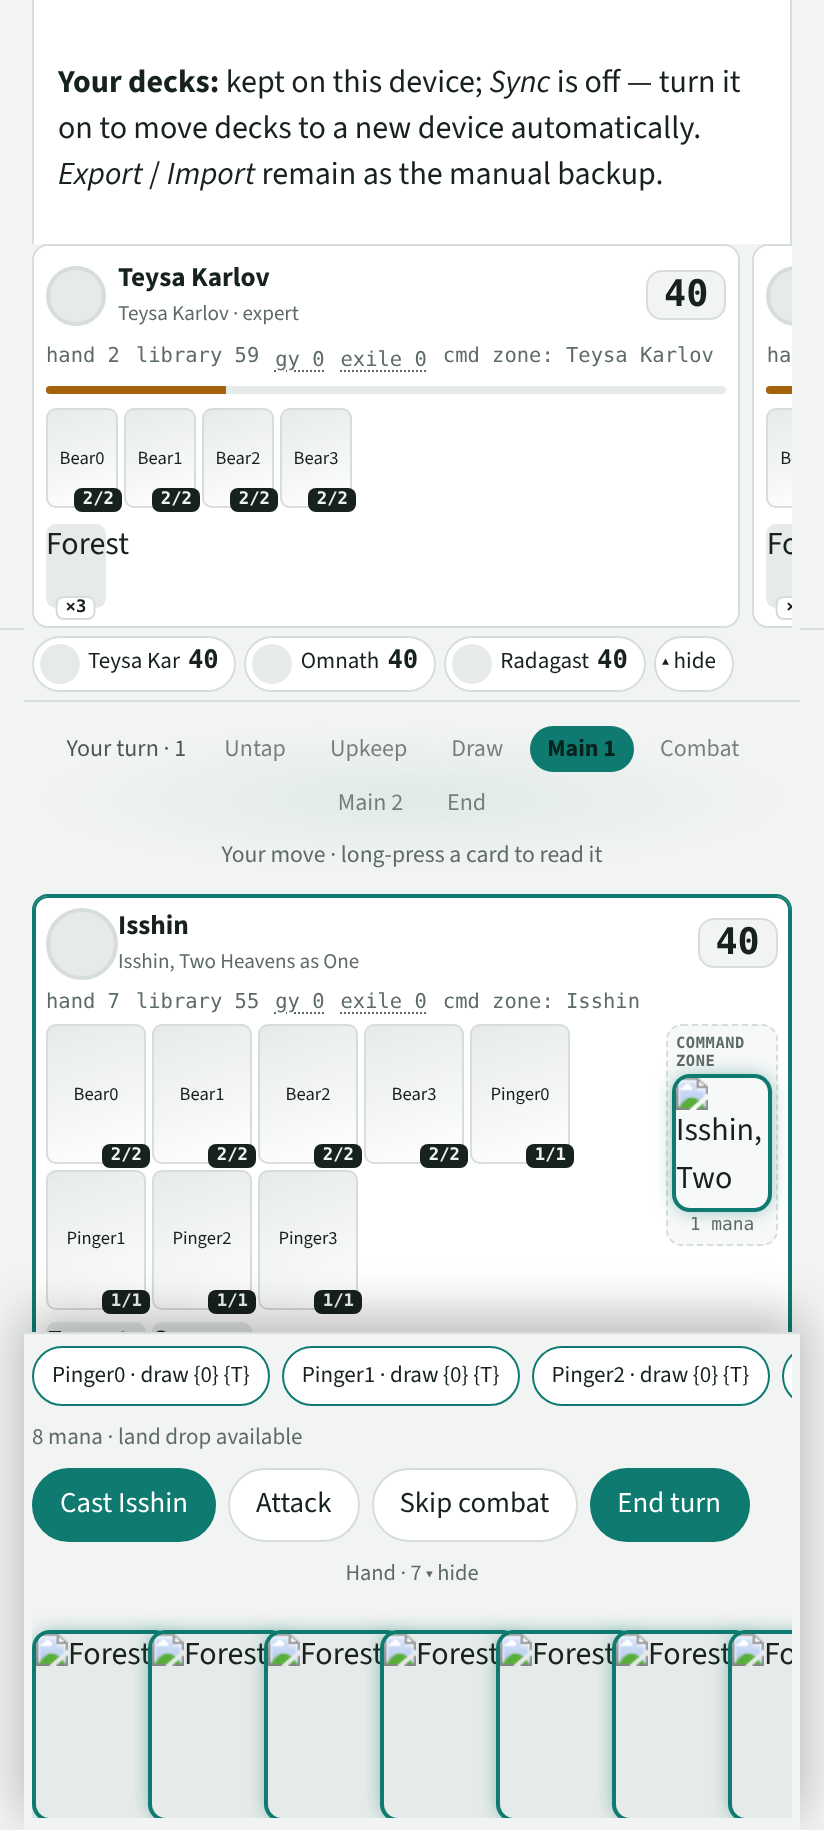 Your decks: kept on this device; Sync is off — turn it
on to move decks to a new device automatically.
Export / Import remain as the manual backup.
Teysa Karlov
Teysa Karlov · expert
40
hand 2 library 59 gy 0 exile 0 cmd zone: Teysa Karlov
ha
Bear0 Bear1 Bear2 Bear3
2/2 2/2 2/2 2/2
Forest
×3
Teysa Kar 40 Omnath 40 Radagast 40 ▴ hide
Your turn · 1 Untap Upkeep Draw Main 1 Combat
Main 2 End
Your move · long-press a card to read it
Isshin
Isshin, Two Heavens as One
40
hand 7 library 55 gy 0 exile 0 cmd zone: Isshin
COMMAND
ZONE
Bear0 Bear1 Bear2 Bear3 Pinger0
2/2 2/2 2/2 2/2 1/1
Isshin,
Two
1 mana
Pinger1 Pinger2 Pinger3
1/1 1/1 1/1
Pinger0 · draw {0} {T} Pinger1 · draw {0} {T} Pinger2 · draw {0} {T}
8 mana · land drop available
Cast Isshin Attack Skip combat End turn
Hand · 7 ▾ hide
Forest Forest Forest Forest Forest Forest Fo